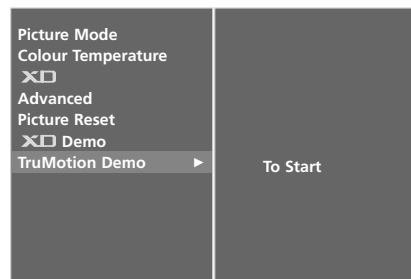 Picture Mode
Colour Temperature
XD
Advanced
Picture Reset
XD Demo
TruMotion Demo ►
To Start